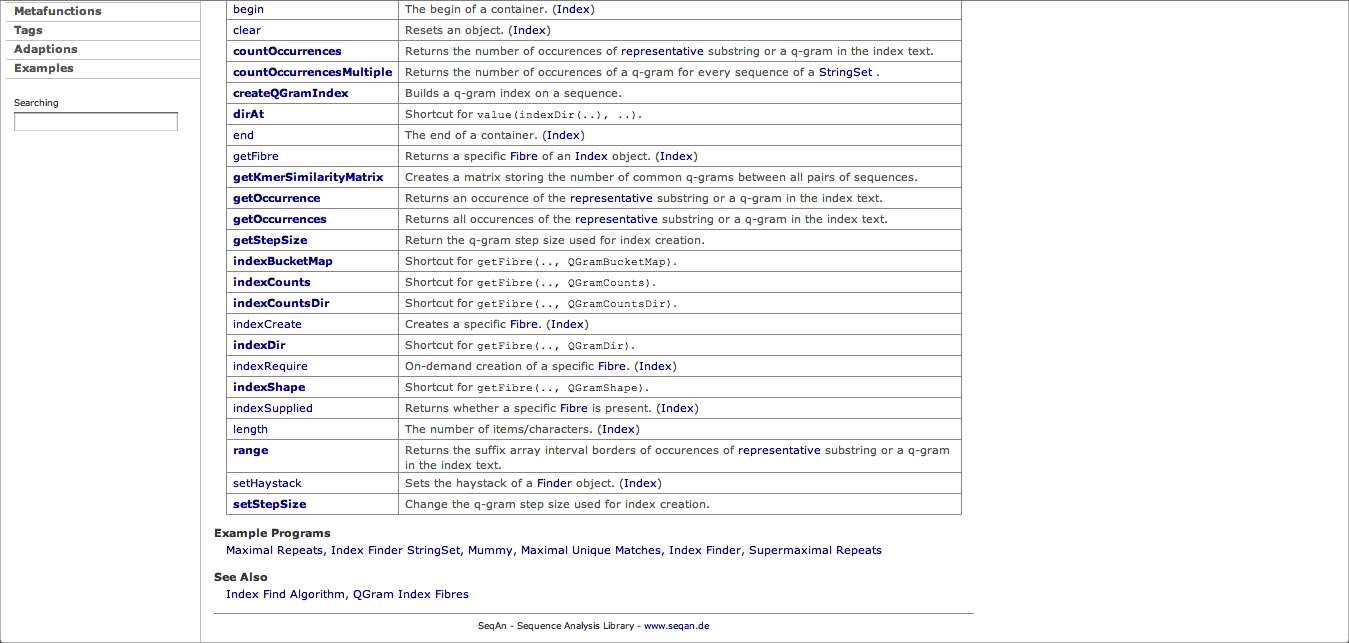 Metafunctions
Tags
Adaptions
Examples
Searching
begin The begin of a container. (Index)
clear Resets an object. (Index)
countOccurrences Returns the number of occurences of representative substring or a q-gram in the index text.
countOccurrencesMultiple Returns the number of occurences of a q-gram for every sequence of a StringSet .
createQGramIndex Builds a q-gram index on a sequence.
dirAt Shortcut for value(indexDir(..), ..).
end The end of a container. (Index)
getFibre Returns a specific Fibre of an Index object. (Index)
getKmerSimilarityMatrix Creates a matrix storing the number of common q-grams between all pairs of sequences.
getOccurrence Returns an occurence of the representative substring or a q-gram in the index text.
getOccurrences Returns all occurences of the representative substring or a q-gram in the index text.
getStepSize Return the q-gram step size used for index creation.
indexBucketMap Shortcut for getFibre(.., QGramBucketMap).
indexCounts Shortcut for getFibre(.., QGramCounts).
indexCountsDir Shortcut for getFibre(.., QGramCountsDir).
indexCreate Creates a specific Fibre. (Index)
indexDir Shortcut for getFibre(.., QGramDir).
indexRequire On-demand creation of a specific Fibre. (Index)
indexShape Shortcut for getFibre(.., QGramShape).
indexSupplied Returns whether a specific Fibre is present. (Index)
length The number of items/characters. (Index)
range Returns the suffix array interval borders of occurences of representative substring or a q-gram
in the index text.
setHaystack Sets the haystack of a Finder object. (Index)
setStepSize Change the q-gram step size used for index creation.
Example Programs
Maximal Repeats, Index Finder StringSet, Mummy, Maximal Unique Matches, Index Finder, Supermaximal Repeats
See Also
Index Find Algorithm, QGram Index Fibres
SeqAn - Sequence Analysis Library - www.seqan.de